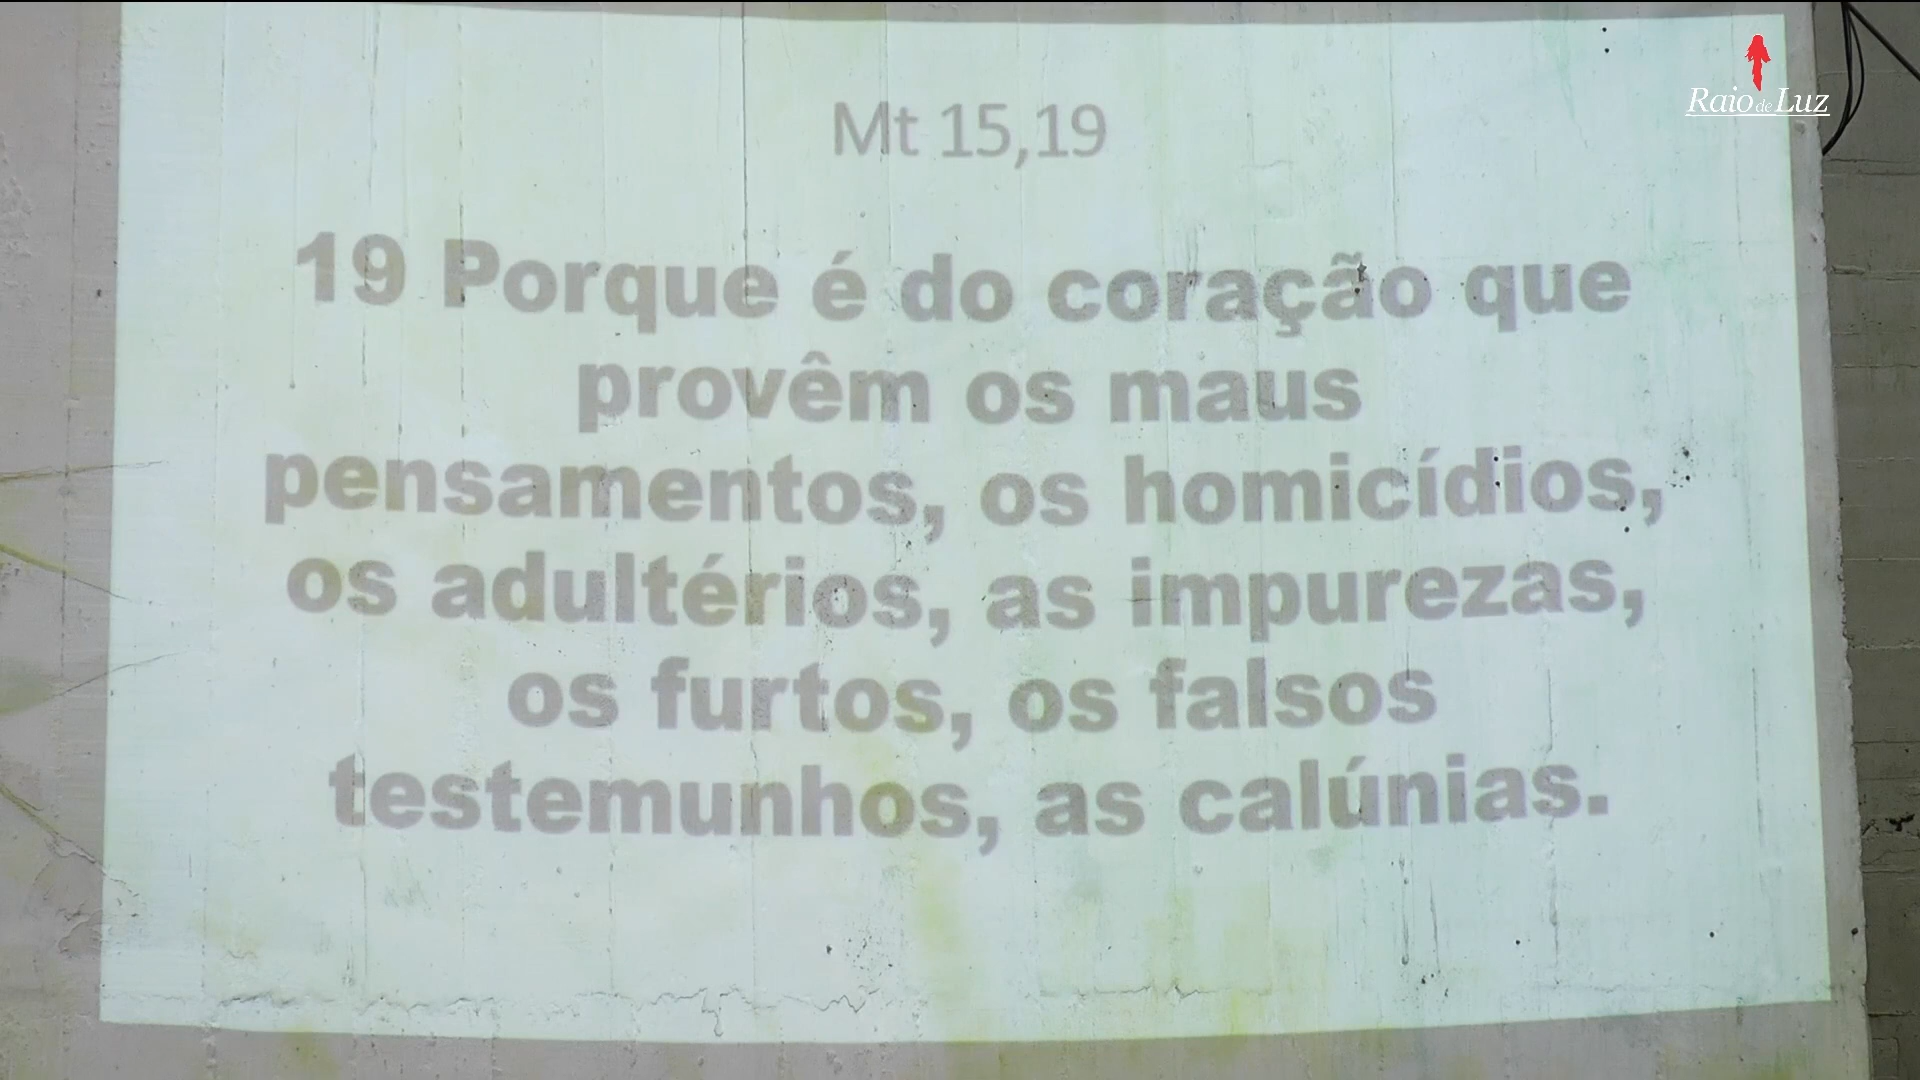 Raio de Luz
Mt 15,19
19 Porque é do coração que
provêm os maus
pensamentos, os homicídios,
os adultérios, as impurezas,
os furtos, os falsos
testemunhos, as calúnias.